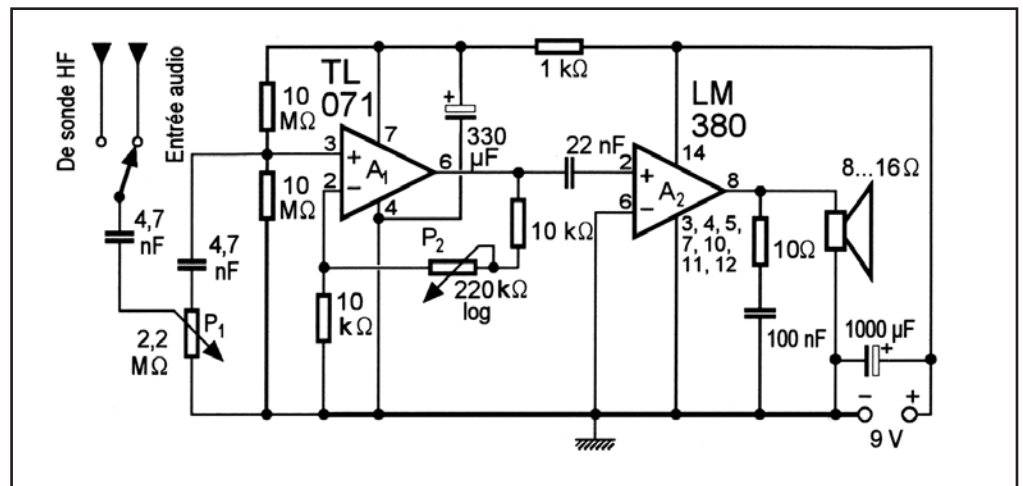 De sonde HF
Entrée audio
4,7
nF
4,7
nF
P1
2,2
MΩ
10
MΩ
10
MΩ
TL
071
3
+
2
−
A1
7
6
4
+
330
µF
1 kΩ
P2
220 kΩ
log
10
kΩ
10 kΩ
22 nF
LM
380
2
+
6
−
A2
14
8
3, 4, 5,
7, 10,
11, 12
10Ω
100 nF
8...16Ω
1000 µF
+
− +
9 V